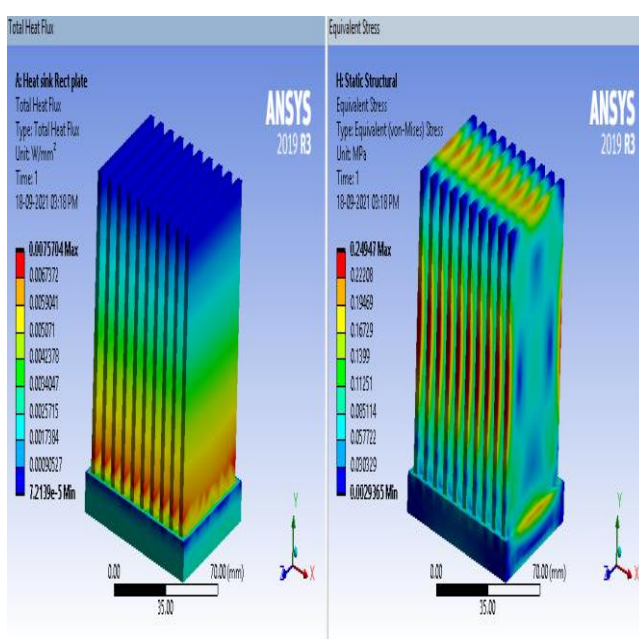 Total Heat Flux
A: Heat sink Rect plate
Total Heat Flux
Type: Total Heat Flux
Unit: W/mm²
Time: 1
18-09-2021 03:18 PM
ANSYS
2019 R3
0.0075704 Max
0.0067372
0.0059041
0.005071
0.0042378
0.0034047
0.0025715
0.0017384
0.00090527
7.2139e-5 Min
0.00
70.00 (mm)
35.00
Y
Z
X
Equivalent Stress
H: Static Structural
Equivalent Stress
Type: Equivalent (von-Mises) Stress
Unit: MPa
Time: 1
18-09-2021 03:18 PM
ANSYS
2019 R3
0.24947 Max
0.22208
0.19469
0.16729
0.1399
0.11251
0.085114
0.057722
0.030329
0.0029365 Min
0.00
70.00 (mm)
35.00
Y
Z
X